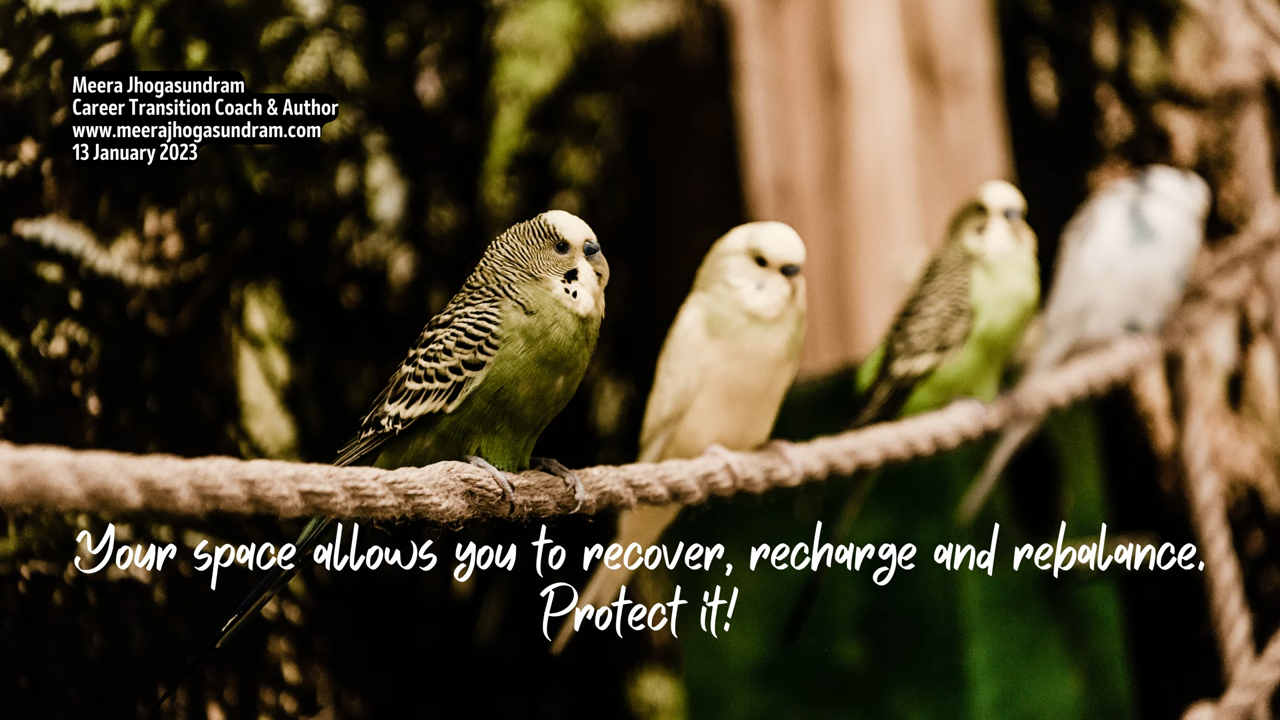 Meera Jhogasundram
Career Transition Coach & Author
www.meerajhogasundram.com
13 January 2023
Your space allows you to recover, recharge and rebalance.
Protect it!